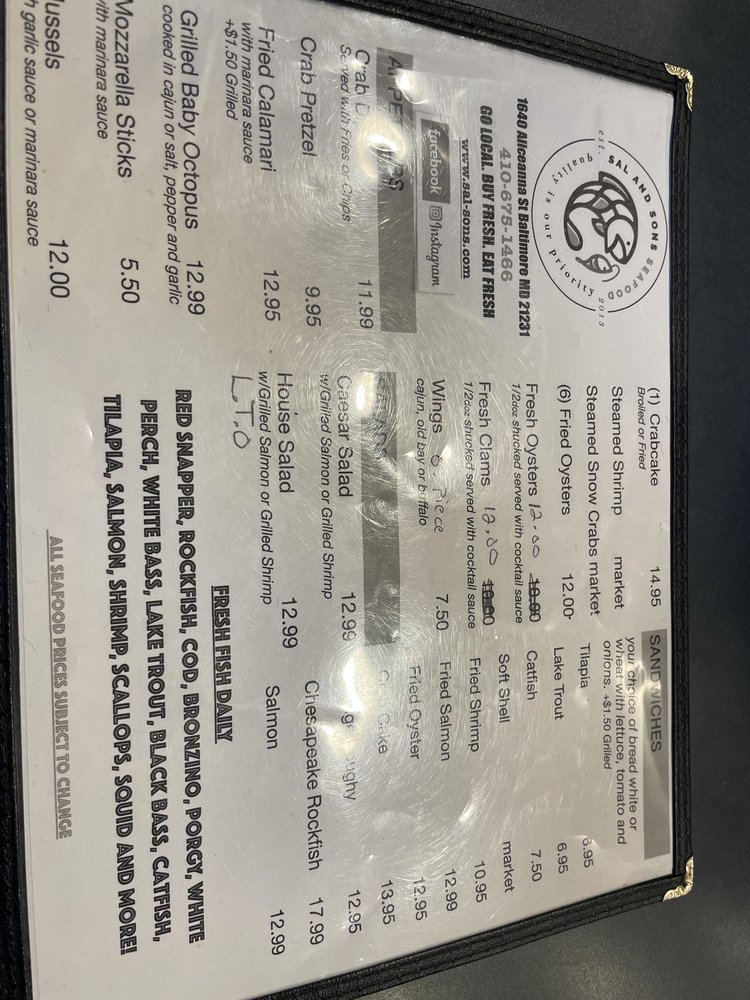 SAL AND SONS SEAFOOD
est. 2013
quality is our priority
1640 Aliceanna St Baltimore MD 21231
410-675-1466
GO LOCAL. BUY FRESH. EAT FRESH
www.sal-sons.com
facebook Instagram
Crab
11.99
Served with Fries or Chips
Crab Pretzel 9.95
Fried Calamari 12.95
with marinara sauce
+$1.50 Grilled
Grilled Baby Octopus 12.99
cooked in cajun or salt, pepper and garlic
Mozzarella Sticks 5.50
with marinara sauce
12.00
garlic sauce or marinara sauce
(1) Crabcake 14.95
Broiled or Fried
Steamed Shrimp market
Steamed Snow Crabs market
(6) Fried Oysters 12.00
Fresh Oysters 12.00 10.00
1/2doz shucked served with cocktail sauce
Fresh Clams 12.00 10.00
1/2doz shucked served with cocktail sauce
Wings 6 Piece 7.50
cajun, old bay or buffalo
Caesar Salad 12.99
w/Grilled Salmon or Grilled Shrimp
House Salad 12.99
w/Grilled Salmon or Grilled Shrimp
L.T.O
SANDWICHES
your choice of bread white or
wheat with lettuce, tomato and
onions. +$1.50 Grilled
Tilapia 6.95
Lake Trout 6.95
Catfish 7.50
Soft Shell market
Fried Shrimp 10.95
Fried Salmon 12.99
Fried Oyster 12.95
13.95
12.95
Chesapeake Rockfish 17.99
Salmon 12.99
FRESH FISH DAILY
RED SNAPPER, ROCKFISH, COD, BRONZINO, PORGY, WHITE
PERCH, WHITE BASS, LAKE TROUT, BLACK BASS, CATFISH,
TILAPIA, SALMON, SHRIMP, SCALLOPS, SQUID AND MORE!
ALL SEAFOOD PRICES SUBJECT TO CHANGE